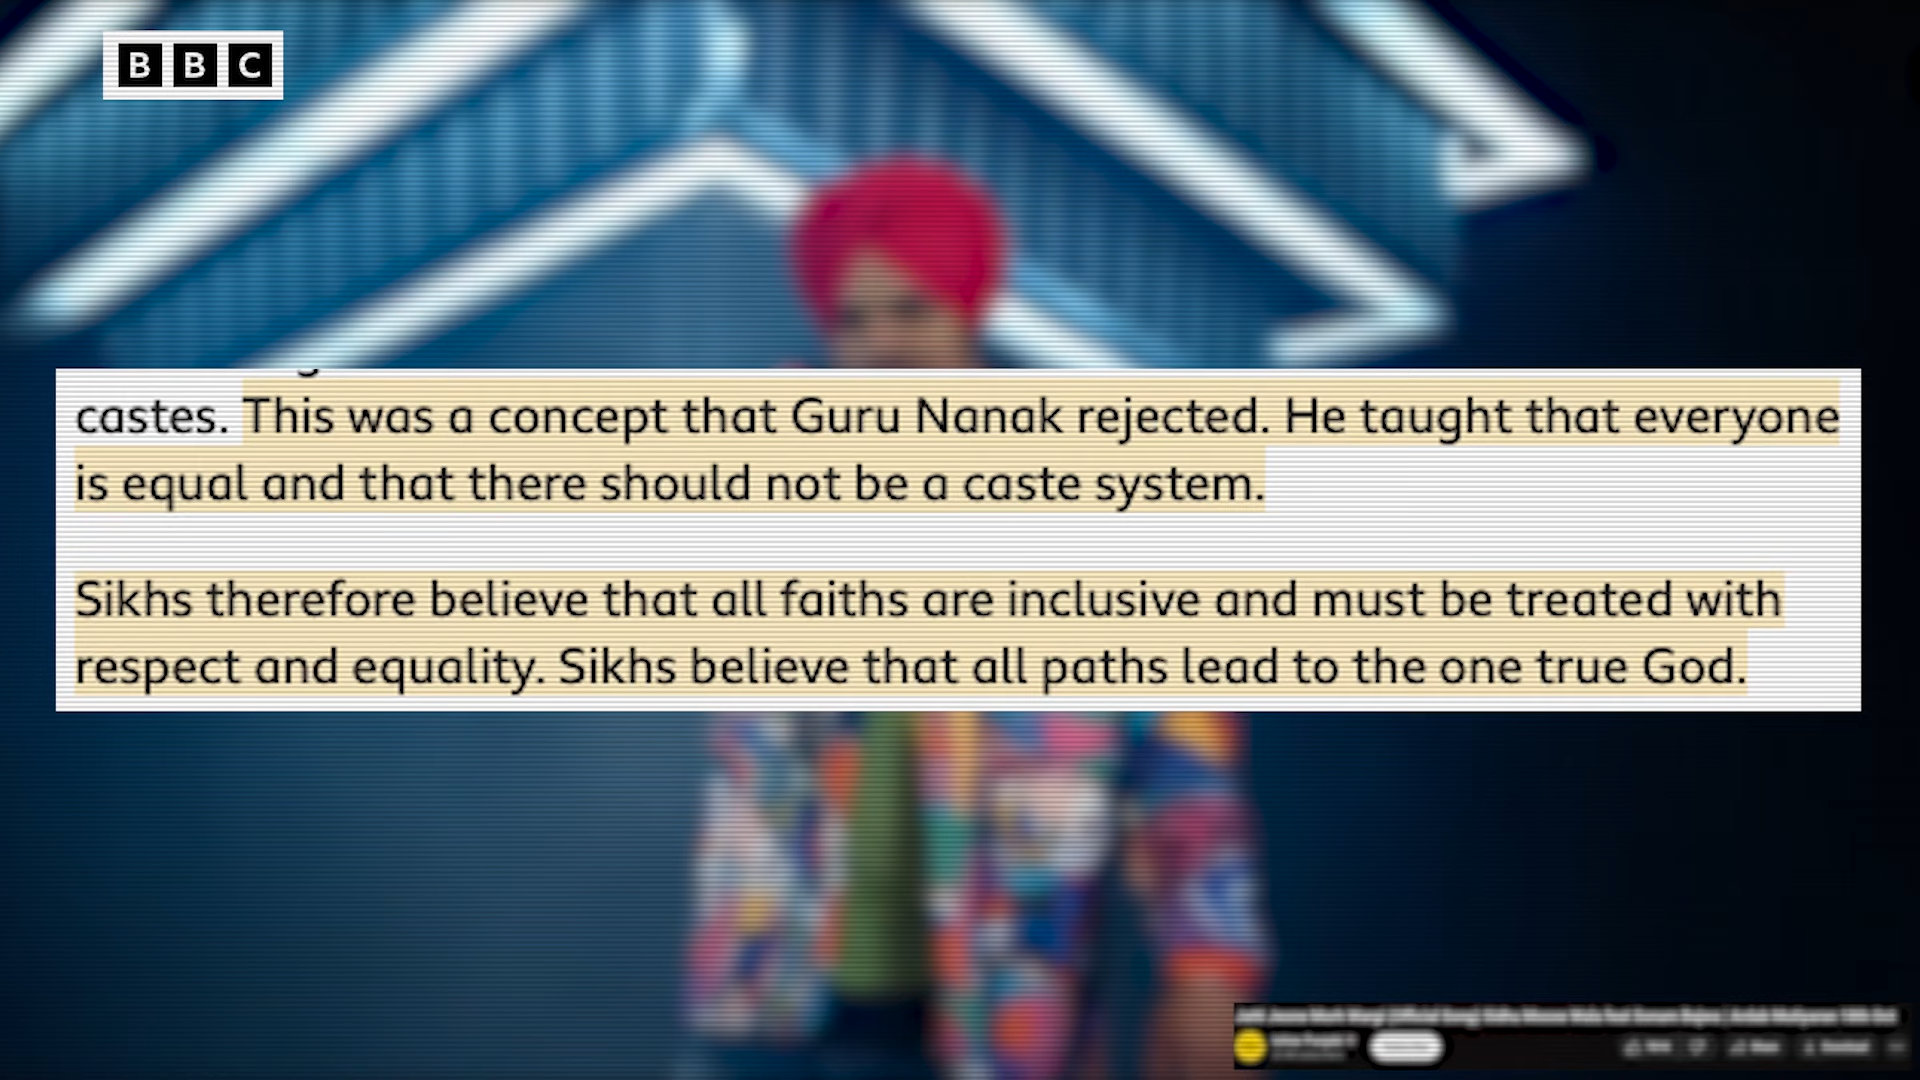 BBC
castes. This was a concept that Guru Nanak rejected. He taught that everyone
is equal and that there should not be a caste system.
Sikhs therefore believe that all faiths are inclusive and must be treated with
respect and equality. Sikhs believe that all paths lead to the one true God.